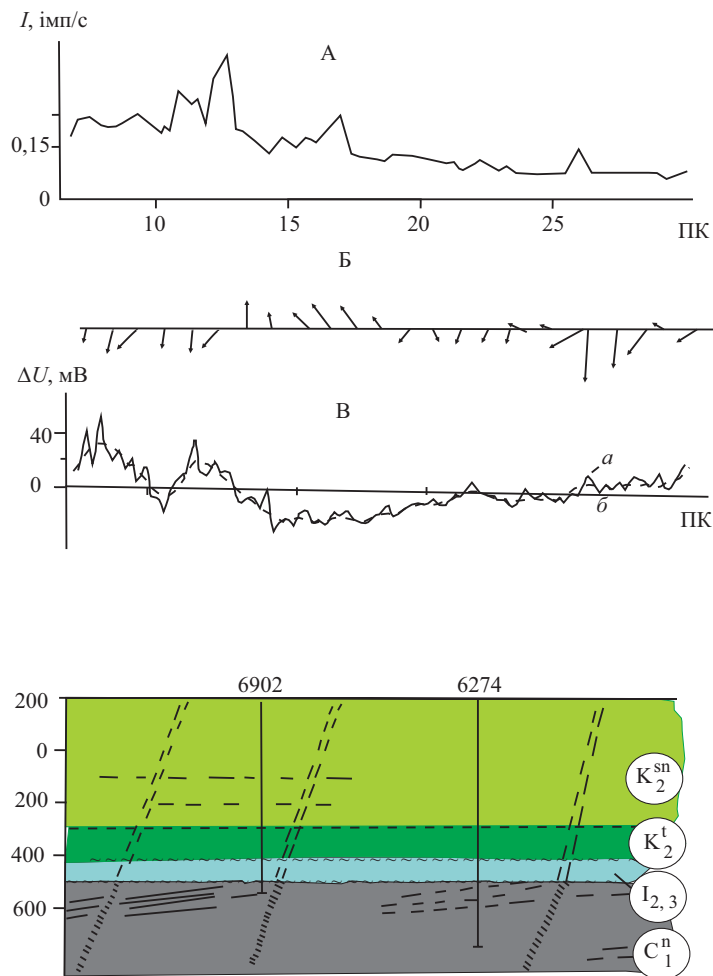 I, імп/с
А
0,15
0
10 15 20 25
ПК
Б
ΔU, мВ
В
40
0
а
б
ПК
6902 6274
200
0
200
400
600
K₂ˢⁿ
K₂ᵗ
I₂, ₃
C₁ⁿ